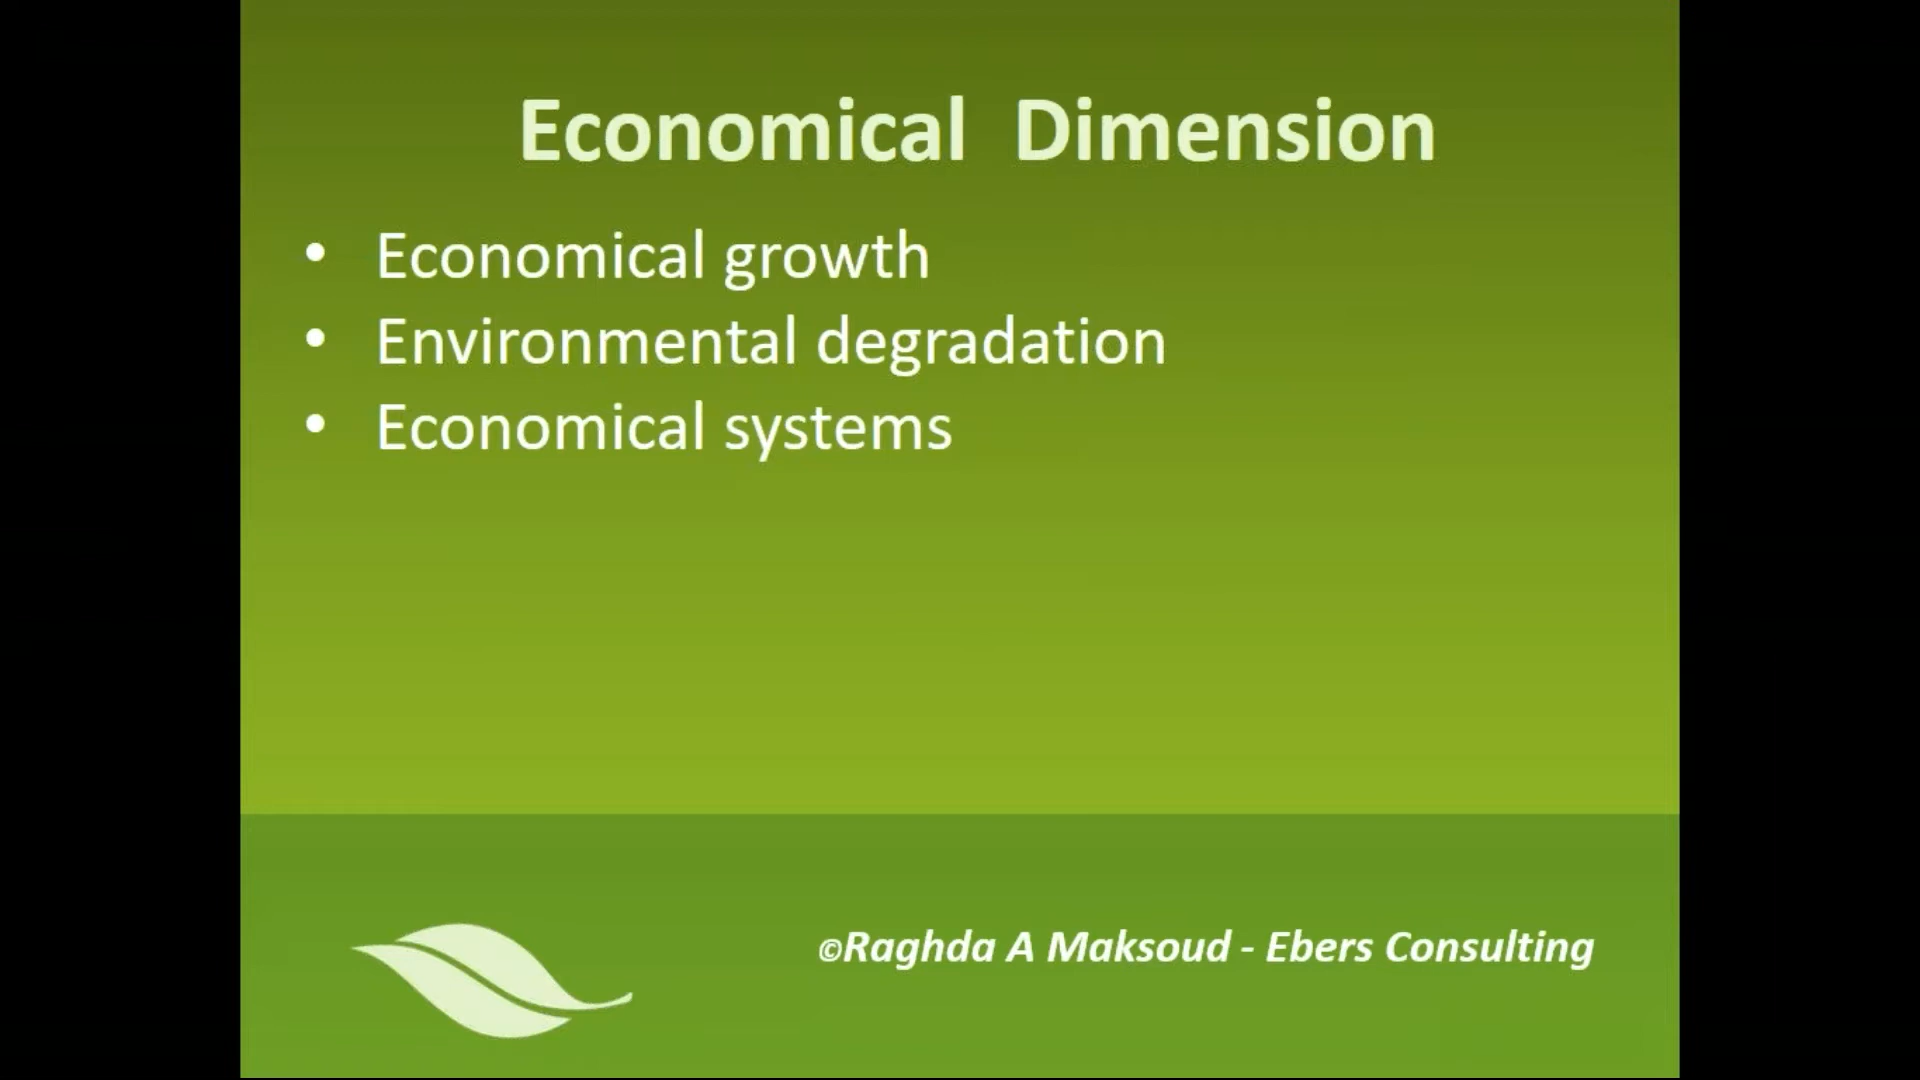 Economical Dimension
• Economical growth
• Environmental degradation
• Economical systems
©Raghda A Maksoud - Ebers Consulting